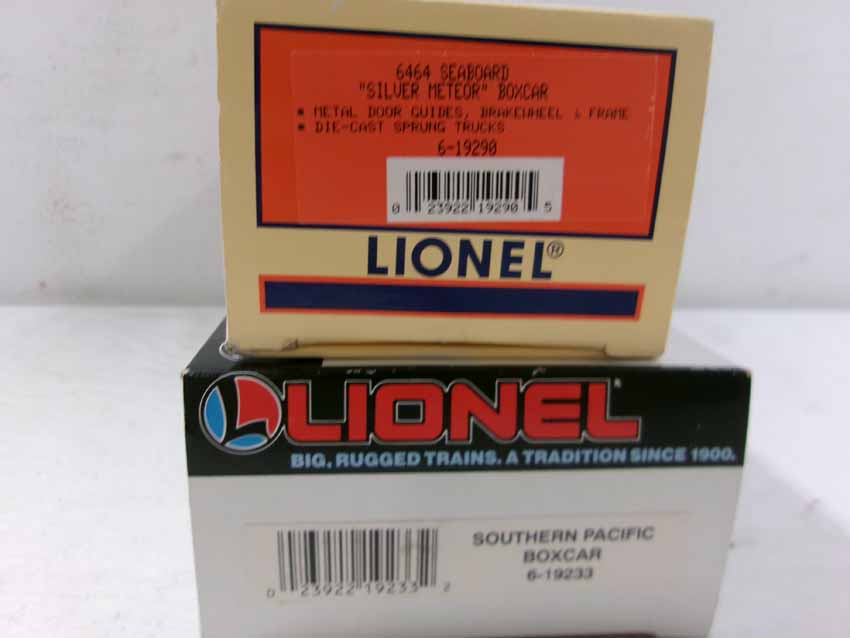 6464 SEABOARD
"SILVER METEOR" BOXCAR
* METAL DOOR GUIDES, BRAKEWHEEL & FRAME
* DIE-CAST SPRUNG TRUCKS
6-19290
0 23922 19290 5
LIONEL®
LIONEL
BIG, RUGGED TRAINS. A TRADITION SINCE 1900.
SOUTHERN PACIFIC
BOXCAR
6-19233
0 23922 19233 2